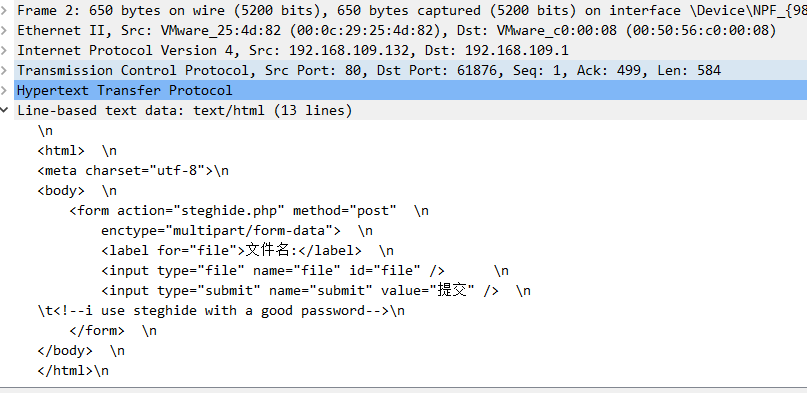 Frame 2: 650 bytes on wire (5200 bits), 650 bytes captured (5200 bits) on interface \Device\NPF_{98
Ethernet II, Src: VMware_25:4d:82 (00:0c:29:25:4d:82), Dst: VMware_c0:00:08 (00:50:56:c0:00:08)
Internet Protocol Version 4, Src: 192.168.109.132, Dst: 192.168.109.1
Transmission Control Protocol, Src Port: 80, Dst Port: 61876, Seq: 1, Ack: 499, Len: 584
Hypertext Transfer Protocol
Line-based text data: text/html (13 lines)
\n
<html>  \n
<meta charset="utf-8">\n
<body>  \n
<form action="steghide.php" method="post"  \n
enctype="multipart/form-data">  \n
<label for="file">文件名:</label>  \n
<input type="file" name="file" id="file" />      \n
<input type="submit" name="submit" value="提交" />  \n
\t<!--i use steghide with a good password-->\n
</form>  \n
</body>  \n
</html>\n